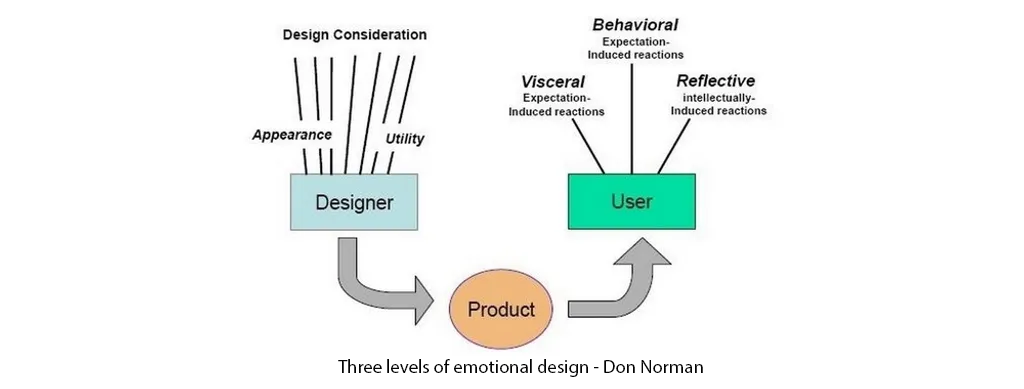 Design Consideration
Appearance
Utility
Designer
Behavioral
Expectation-
Induced reactions
Visceral
Expectation-
Induced reactions
Reflective
intellectually-
Induced reactions
User
Product
Three levels of emotional design - Don Norman